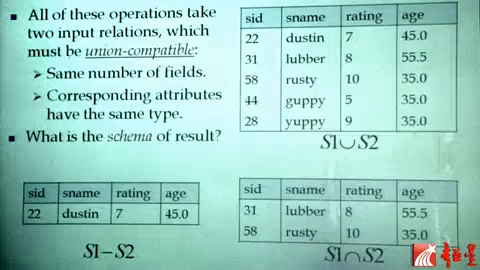 All of these operations take
two input relations, which
must be union-compatible:
Same number of fields.
Corresponding attributes
have the same type.
What is the schema of result?
sid sname rating age
22 dustin 7 45.0
31 lubber 8 55.5
58 rusty 10 35.0
44 guppy 5 35.0
28 yuppy 9 35.0
S1∪S2
sid sname rating age
22 dustin 7 45.0
S1−S2
sid sname rating age
31 lubber 8 55.5
58 rusty 10 35.0
S1∩S2